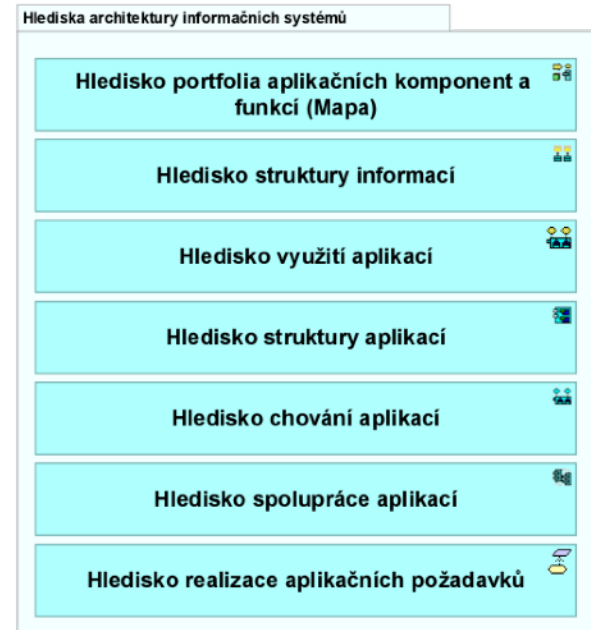 Hlediska architektury informačních systémů
Hledisko portfolia aplikačních komponent a
funkcí (Mapa)
Hledisko struktury informací
Hledisko využití aplikací
Hledisko struktury aplikací
Hledisko chování aplikací
Hledisko spolupráce aplikací
Hledisko realizace aplikačních požadavků